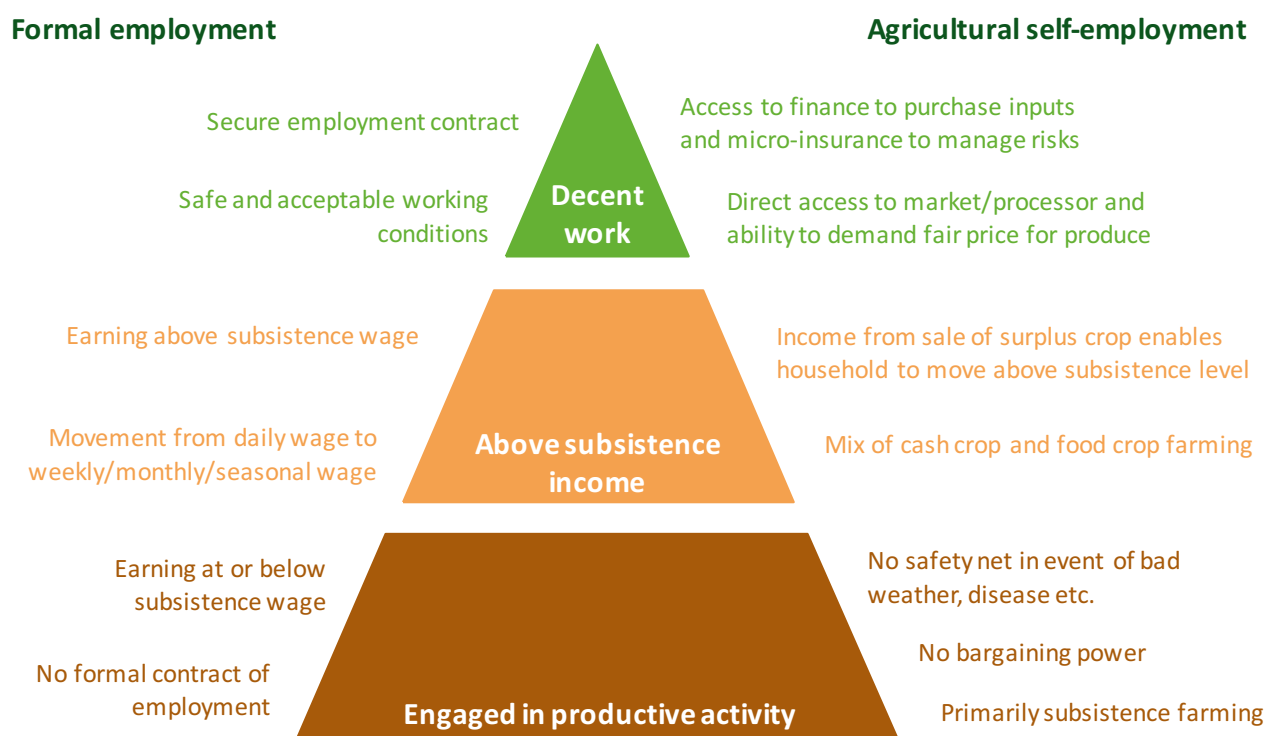 Formal employment
Agricultural self-employment
Secure employment contract
Access to finance to purchase inputs
and micro-insurance to manage risks
Safe and acceptable working
conditions
Decent
work
Direct access to market/processor and
ability to demand fair price for produce
Earning above subsistence wage
Income from sale of surplus crop enables
household to move above subsistence level
Movement from daily wage to
weekly/monthly/seasonal wage
Above subsistence
income
Mix of cash crop and food crop farming
Earning at or below
subsistence wage
No safety net in event of bad
weather, disease etc.
No formal contract of
employment
Engaged in productive activity
No bargaining power
Primarily subsistence farming